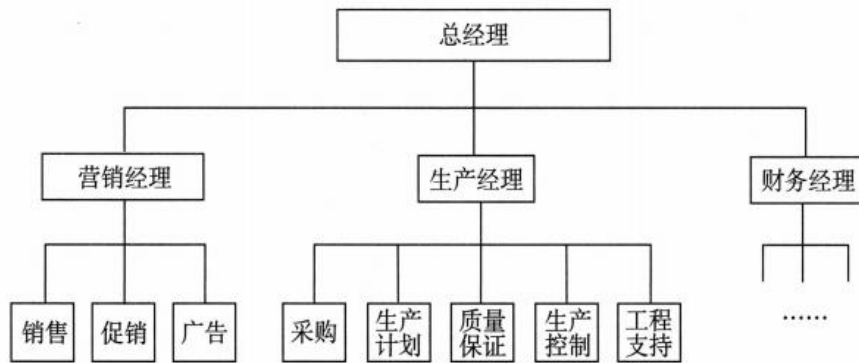 总经理
营销经理
生产经理
财务经理
销售
促销
广告
采购
生产
计划
质量
保证
生产
控制
工程
支持
……